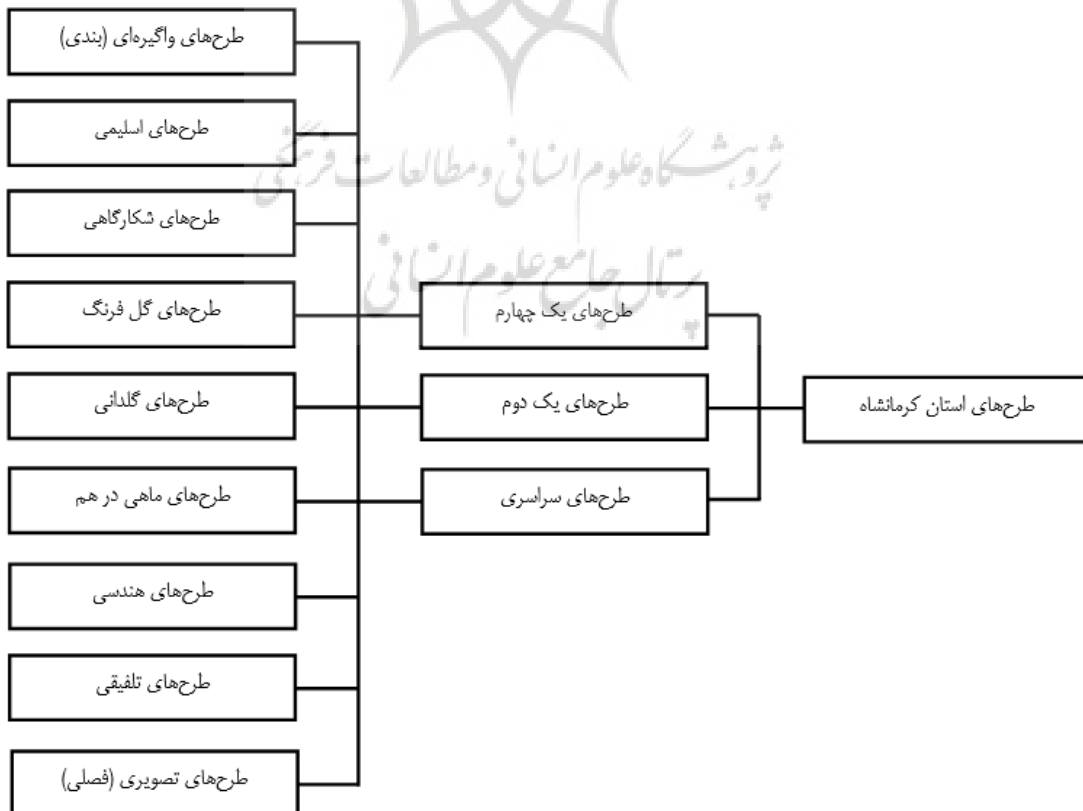 طرح‌های استان کرمانشاه
طرح‌های یک چهارم
طرح‌های یک دوم
طرح‌های سراسری
طرح‌های واگیره‌ای (بندی)
طرح‌های اسلیمی
طرح‌های شکارگاهی
طرح‌های گل فرنگ
طرح‌های گلدانی
طرح‌های ماهی در هم
طرح‌های هندسی
طرح‌های تلفیقی
طرح‌های تصویری (فصلی)
پژوهشگاه علوم انسانی و مطالعات فرهنگی
پرتال جامع علوم انسانی